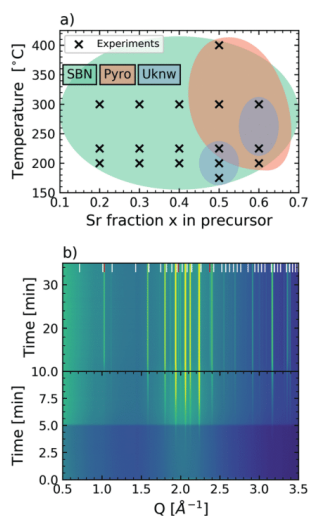 a)
Experiments
SBN Pyro Uknw
Temperature [°C]
400
350
300
250
200
150
0.1 0.2 0.3 0.4 0.5 0.6 0.7
Sr fraction x in precursor
b)
Time [min]
30
20
10.0
Time [min]
7.5
5.0
2.5
0.0
0.5 1.0 1.5 2.0 2.5 3.0 3.5
Q [Å⁻¹]